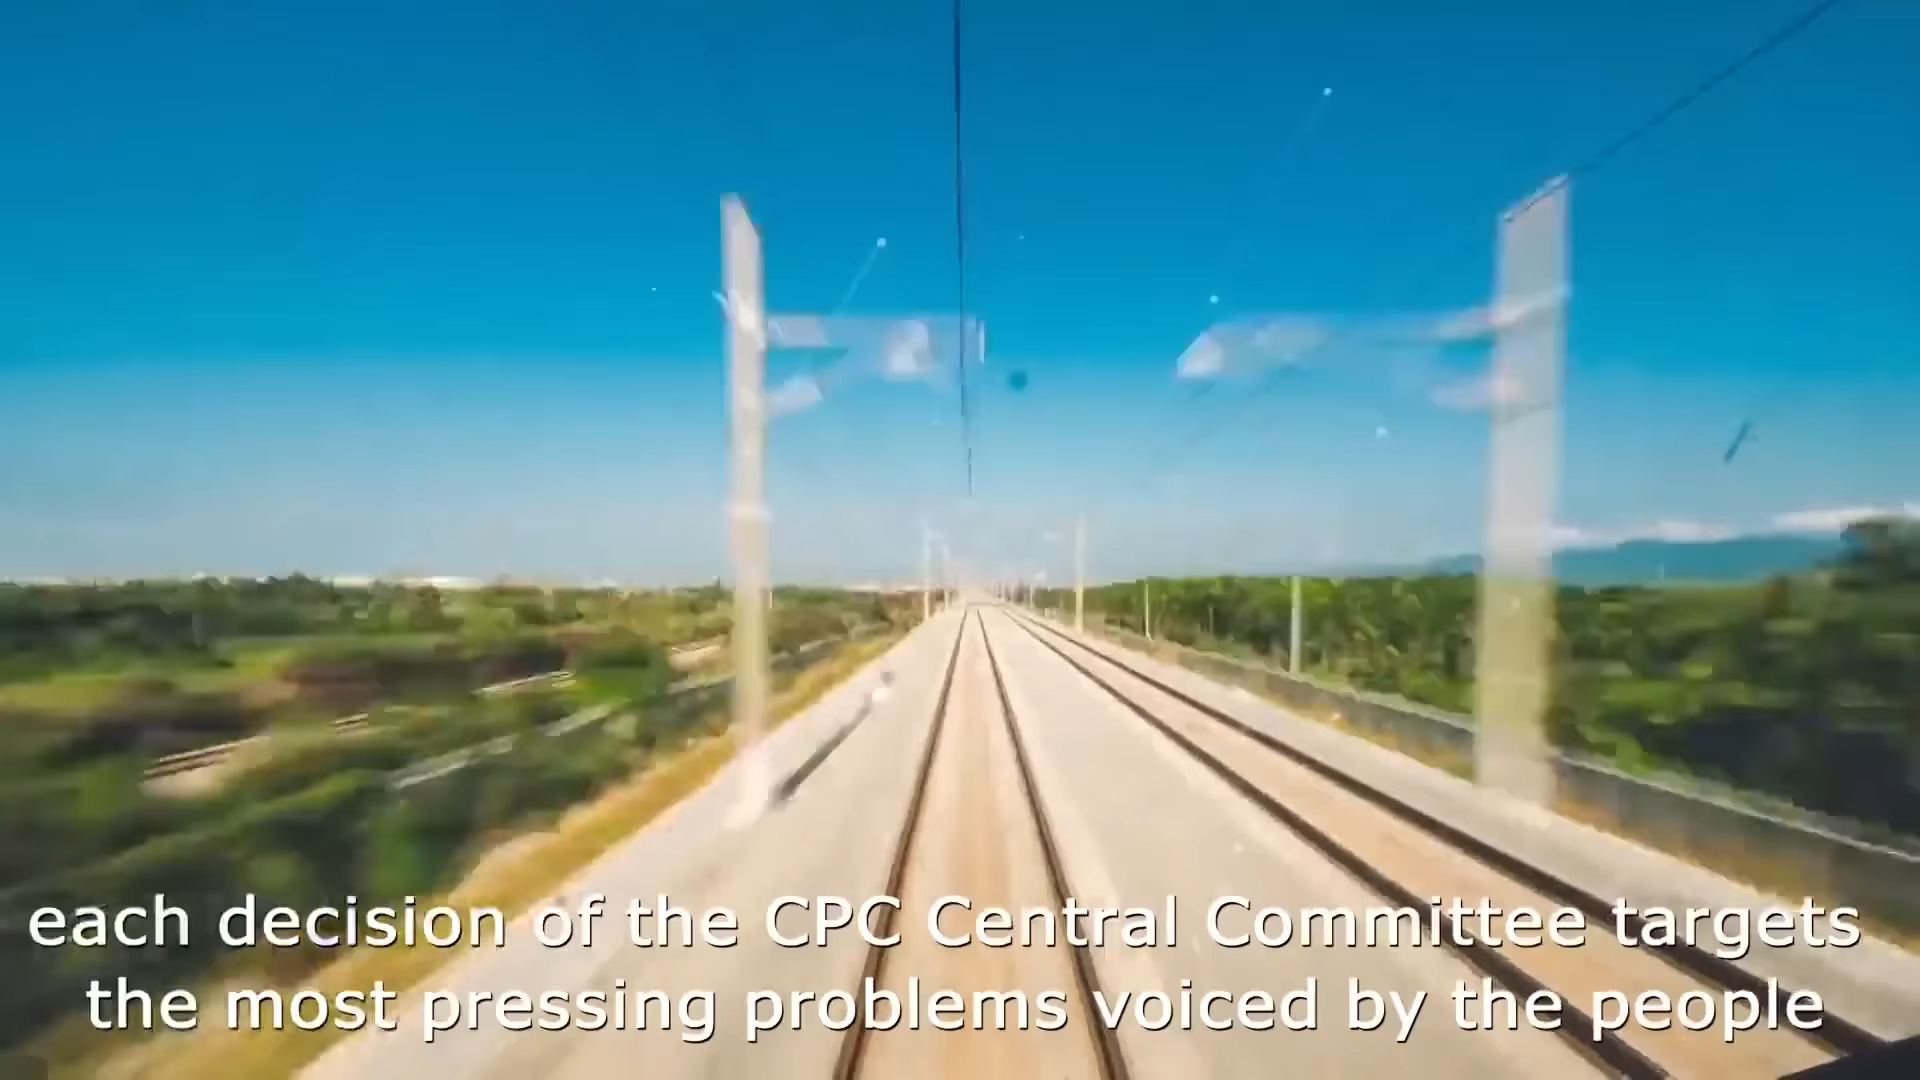 each decision of the CPC Central Committee targets
the most pressing problems voiced by the people